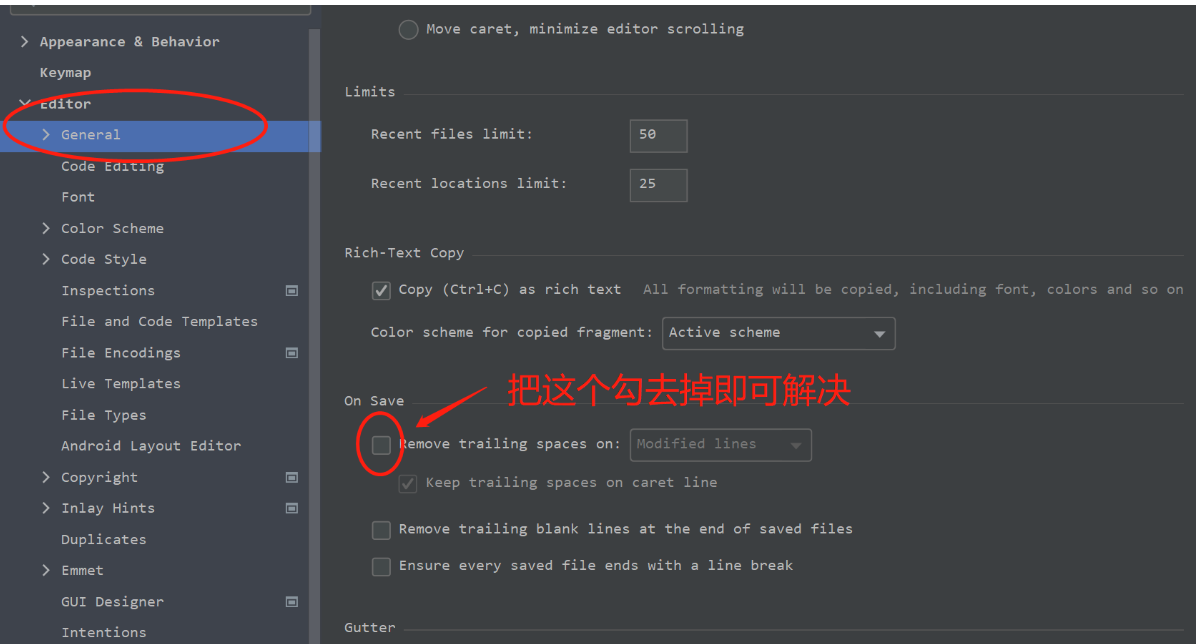 Appearance & Behavior
Keymap
Editor
General
Code Editing
Font
Color Scheme
Code Style
Inspections
File and Code Templates
File Encodings
Live Templates
File Types
Android Layout Editor
Copyright
Inlay Hints
Duplicates
Emmet
GUI Designer
Intentions
Move caret, minimize editor scrolling
Limits
Recent files limit: 50
Recent locations limit: 25
Rich-Text Copy
Copy (Ctrl+C) as rich text All formatting will be copied, including font, colors and so on
Color scheme for copied fragment: Active scheme
把这个勾去掉即可解决
On Save
Remove trailing spaces on: Modified lines
Keep trailing spaces on caret line
Remove trailing blank lines at the end of saved files
Ensure every saved file ends with a line break
Gutter